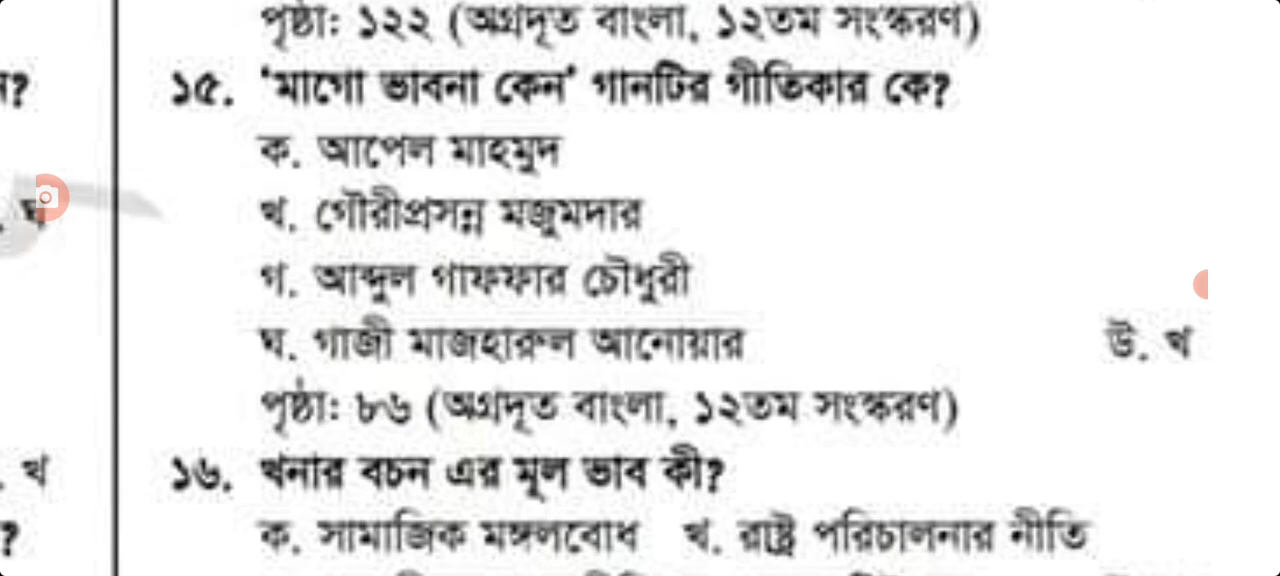 পৃষ্ঠা: ১২২ (অগ্রদূত বাংলা, ১২তম সংস্করণ)
?
১৫. ‘মাগো ভাবনা কেন’ গানটির গীতিকার কে?
ক. আপেল মাহমুদ
. ঘ
খ. গৌরীপ্রসন্ন মজুমদার
গ. আব্দুল গাফফার চৌধুরী
ঘ. গাজী মাজহারুল আনোয়ার উ. খ
পৃষ্ঠা: ৮৬ (অগ্রদূত বাংলা, ১২তম সংস্করণ)
. খ
১৬. খনার বচন এর মূল ভাব কী?
?
ক. সামাজিক মঙ্গলবোধ খ. রাষ্ট্র পরিচালনার নীতি